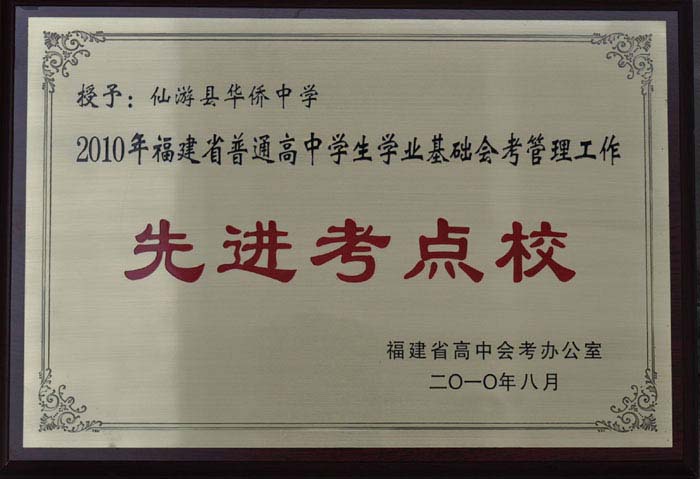 授予：仙游县华侨中学
2010年福建省普通高中学生学业基础会考管理工作
先进考点校
福建省高中会考办公室
二〇一〇年八月